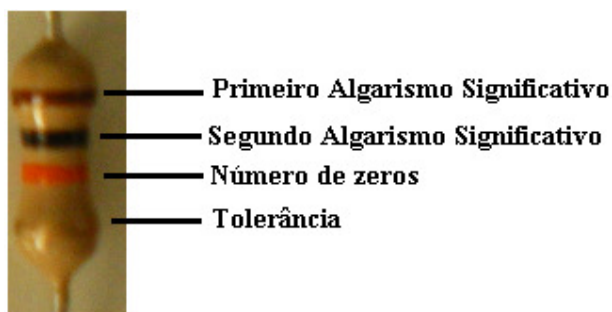 Primeiro Algarismo Significativo
Segundo Algarismo Significativo
Número de zeros
Tolerância